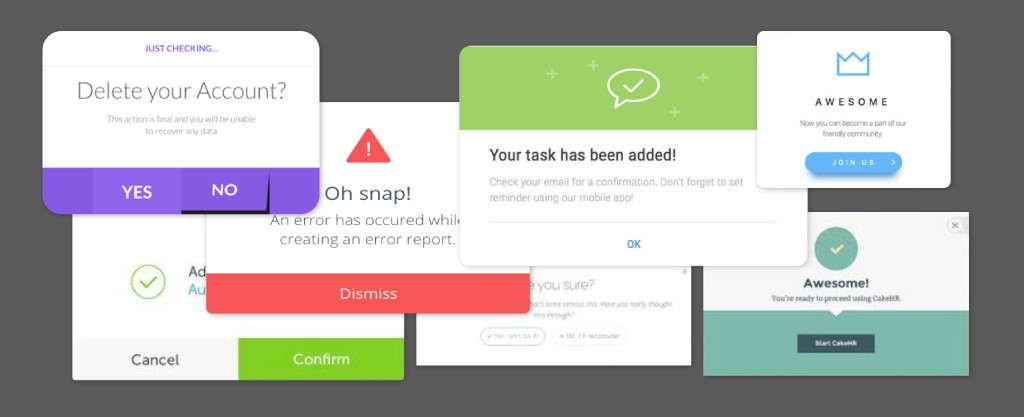 JUST CHECKING...
Delete your Account?
This action is final and you will be unable
to recover any data
YES
NO
Oh snap!
An error has occured while
creating an error report.
Dismiss
Your task has been added!
Check your email for a confirmation. Don't forget to set
reminder using our mobile app!
OK
AWESOME
Now you can become a part of our
friendly community.
JOIN US
Ad
Au
Cancel
Confirm
e you sure?
that's some serious shit. Have you really thought
this through?
Yes, let's do it!
No, I'll reconsider
Awesome!
You're ready to proceed using CakeHR.
Start CakeHR